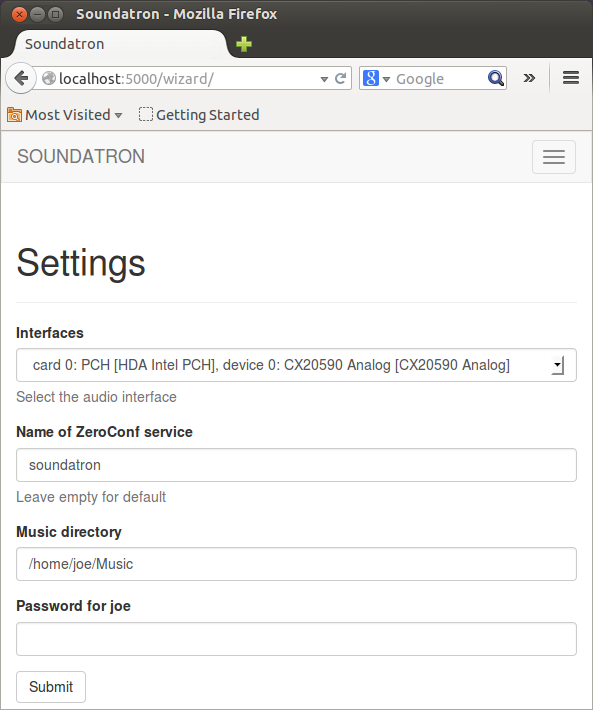 Soundatron - Mozilla Firefox
Soundatron
localhost:5000/wizard/
Google
Most Visited
Getting Started
SOUNDATRON
Settings
Interfaces
card 0: PCH [HDA Intel PCH], device 0: CX20590 Analog [CX20590 Analog]
Select the audio interface
Name of ZeroConf service
soundatron
Leave empty for default
Music directory
/home/joe/Music
Password for joe
Submit